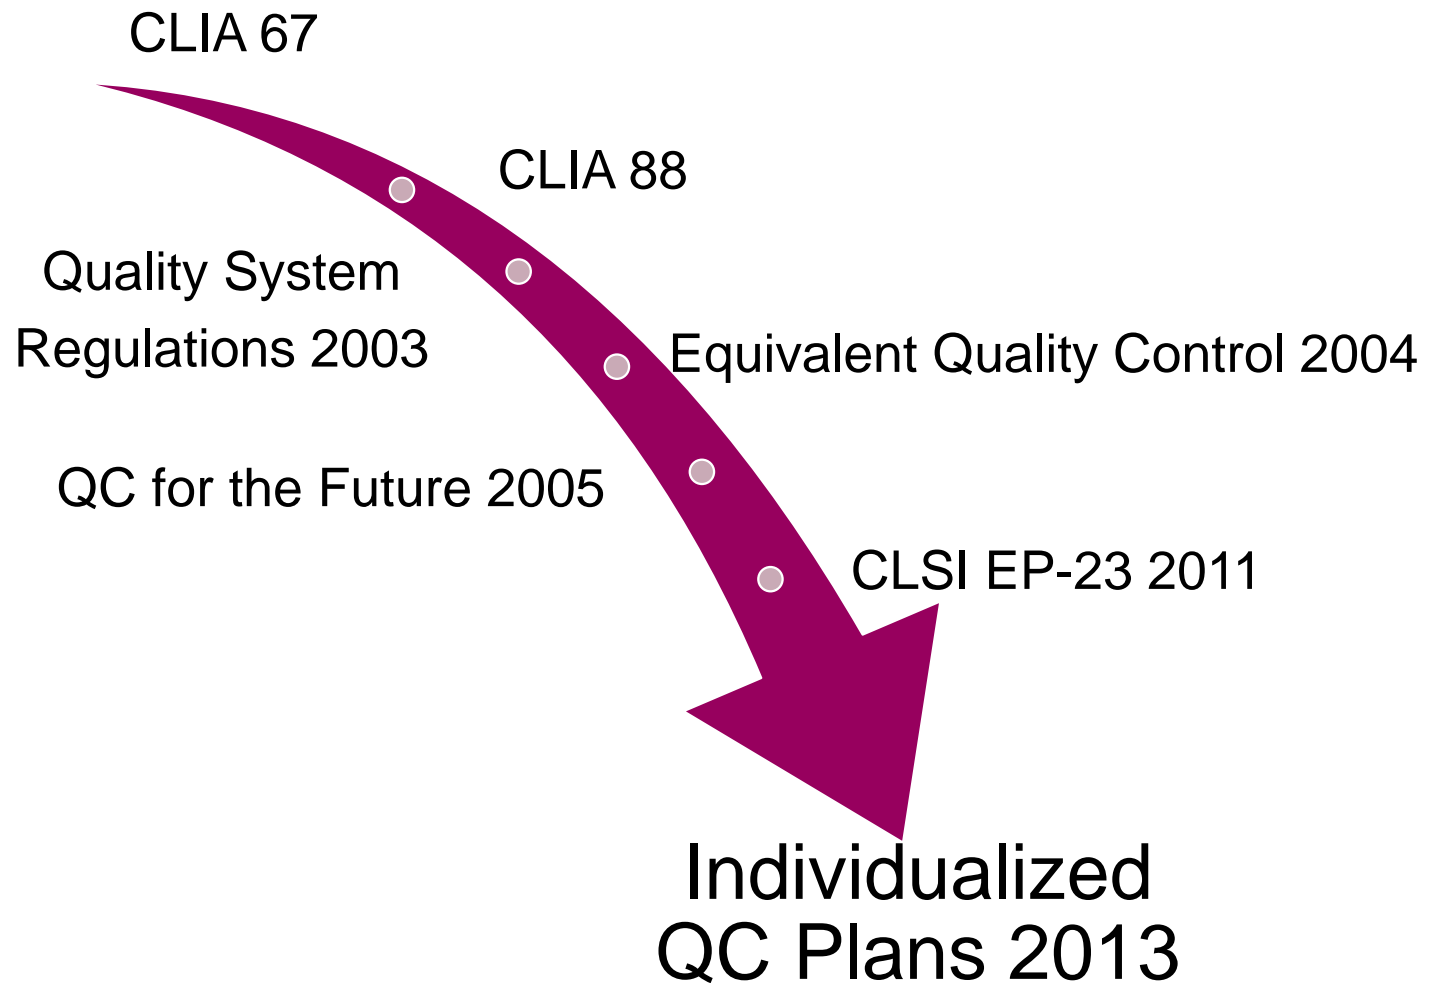 CLIA 67
CLIA 88
Quality System
Regulations 2003
Equivalent Quality Control 2004
QC for the Future 2005
CLSI EP-23 2011
Individualized
QC Plans 2013